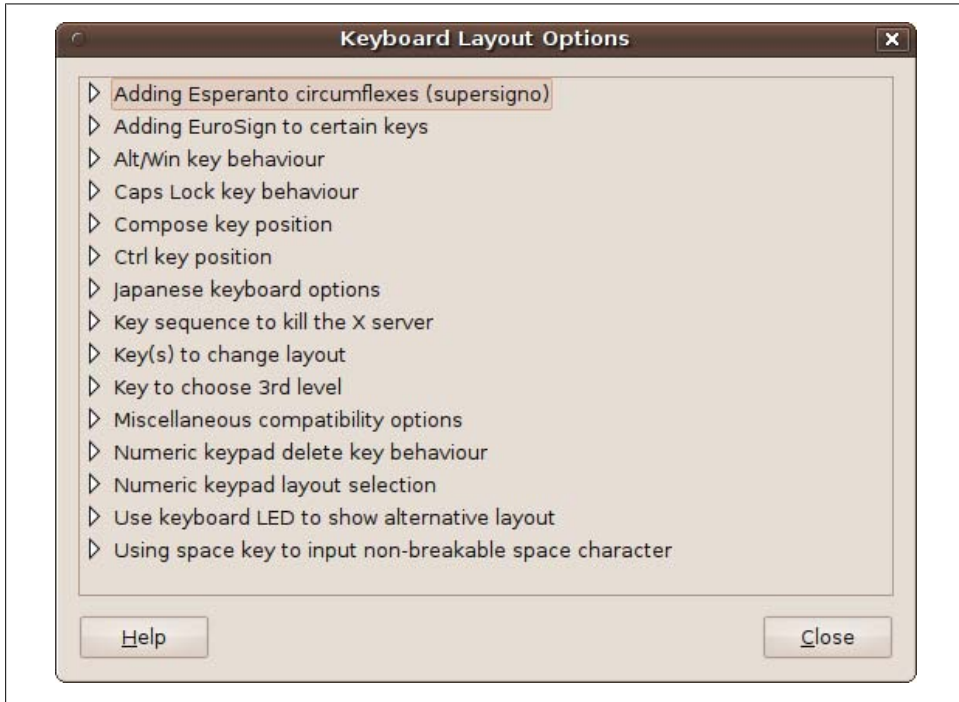 Keyboard Layout Options
Adding Esperanto circumflexes (supersigno)
Adding EuroSign to certain keys
Alt/Win key behaviour
Caps Lock key behaviour
Compose key position
Ctrl key position
Japanese keyboard options
Key sequence to kill the X server
Key(s) to change layout
Key to choose 3rd level
Miscellaneous compatibility options
Numeric keypad delete key behaviour
Numeric keypad layout selection
Use keyboard LED to show alternative layout
Using space key to input non-breakable space character
Help
Close